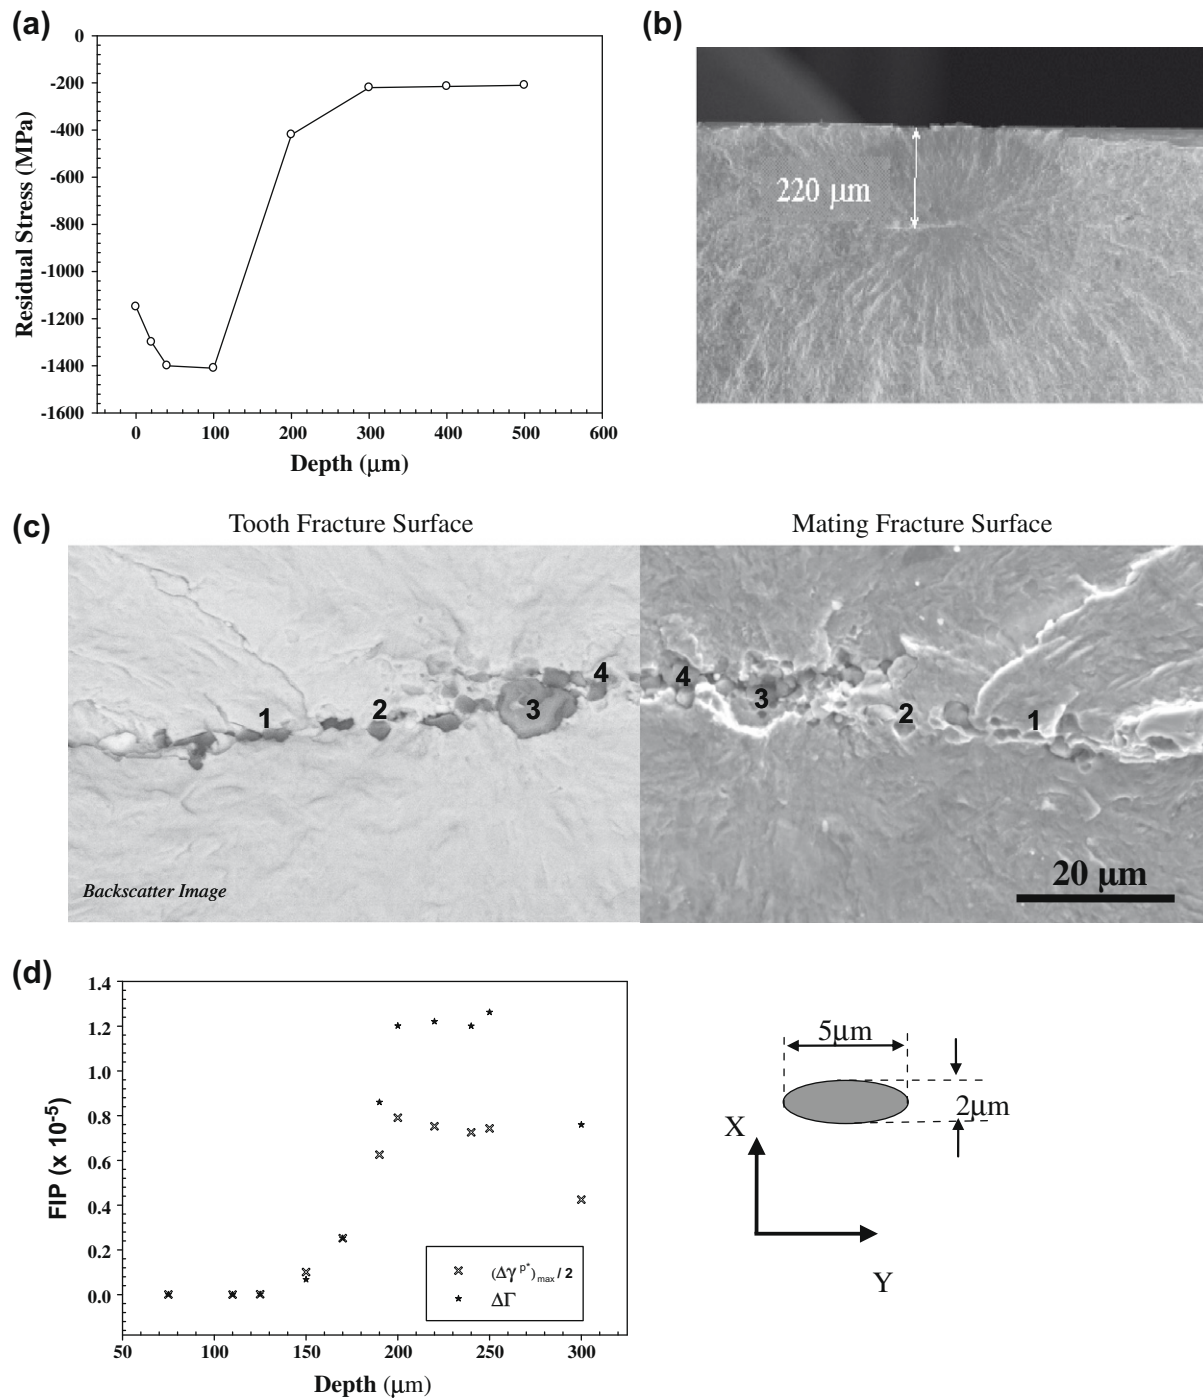 (a)
0
-200
-400
-600
-800
-1000
-1200
-1400
-1600
Residual Stress (MPa)
0 100 200 300 400 500 600
Depth (μm)
(b)
220 μm
(c)
Tooth Fracture Surface
Mating Fracture Surface
1 2 3 4
4 3 2 1
Backscatter Image
20 μm
(d)
1.4
1.2
1.0
0.8
0.6
0.4
0.2
0.0
FIP (x 10-5)
(Δγ p*)max / 2
ΔΓ
50 100 150 200 250 300
Depth (μm)
5μm
2μm
X
Y